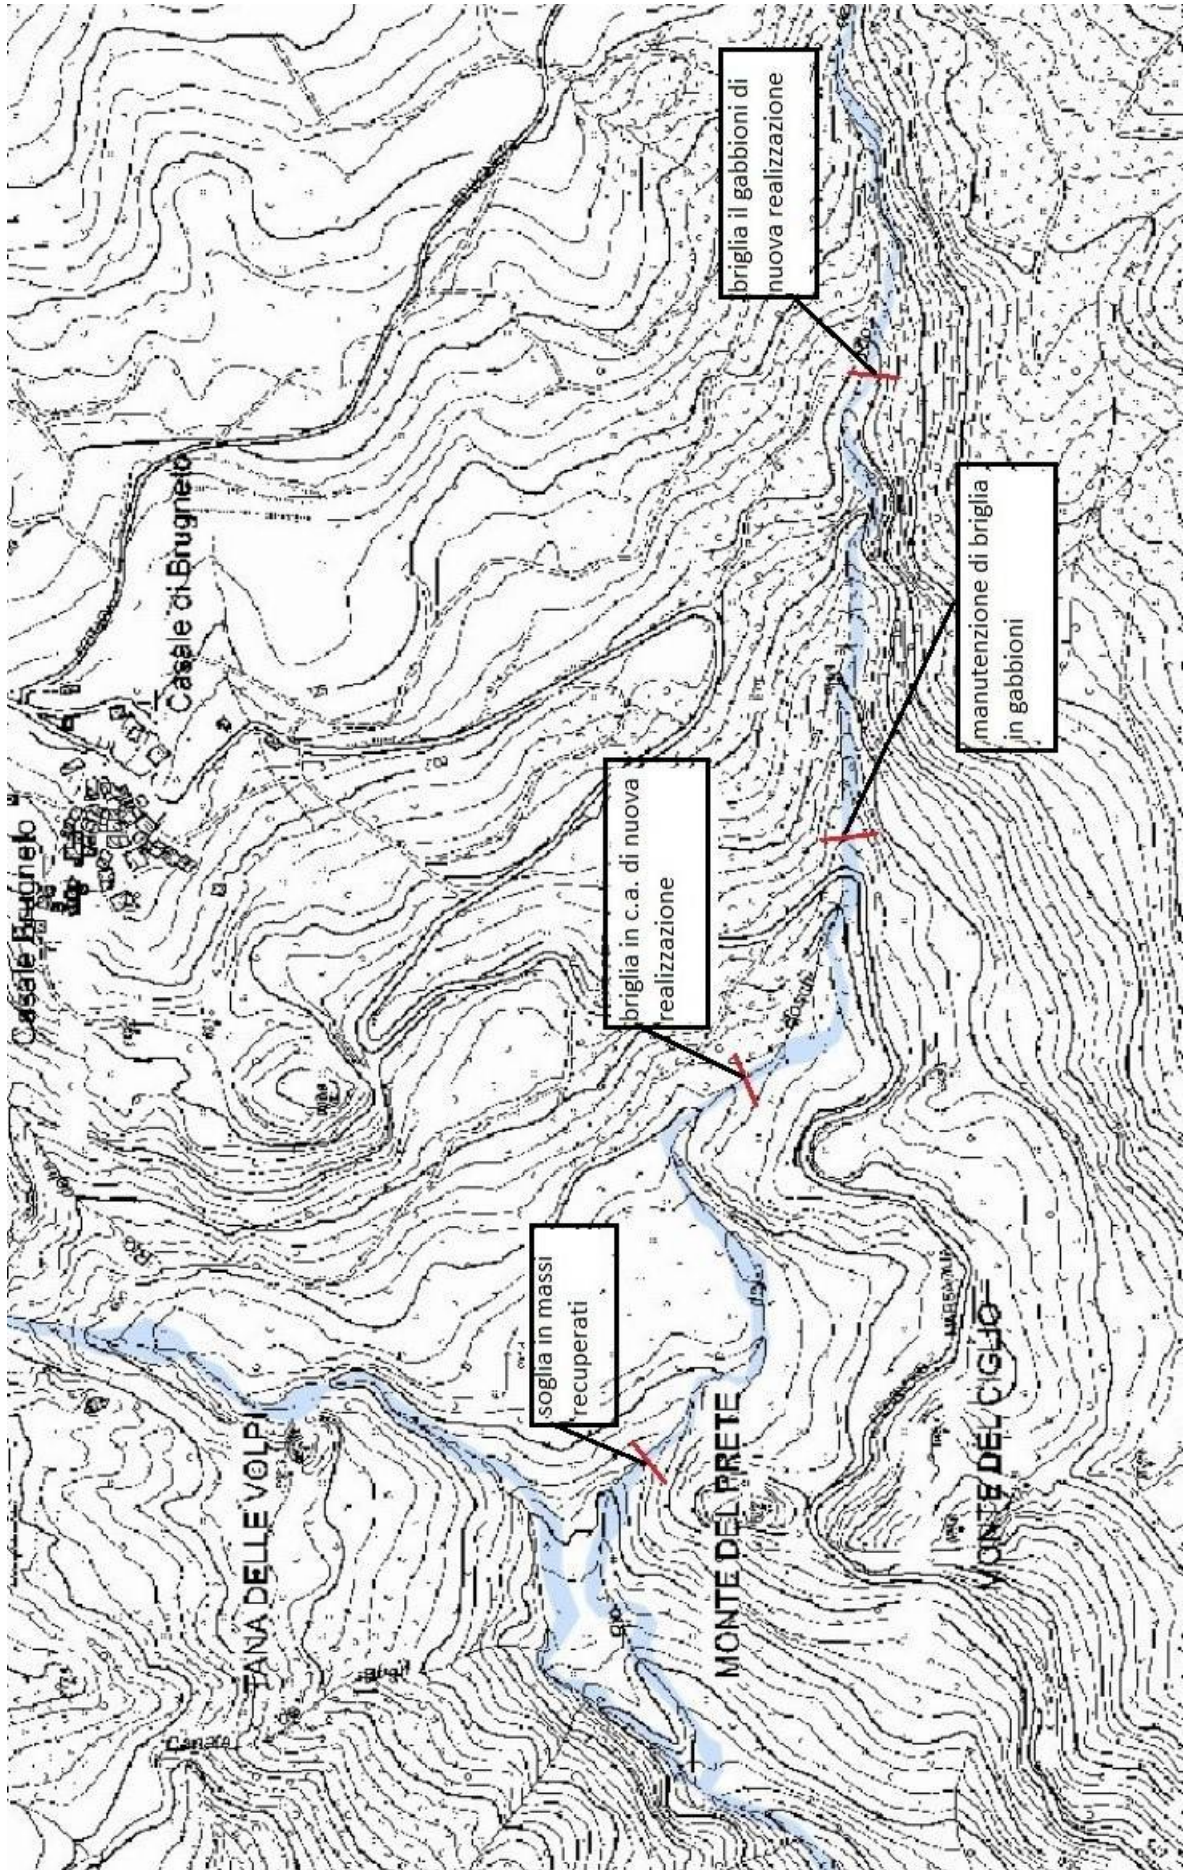 briglia il gabbioni di
nuova realizzazione
manutenzione di briglia
in gabbioni
briglia in c.a. di nuova
realizzazione
soglia in massi
recuperati
Casale di Brugneto
Casale Brugneto
TANA DELLE VOLPI
MONTE DEL PRETE
MONTE DEL CIGLIO
Rio